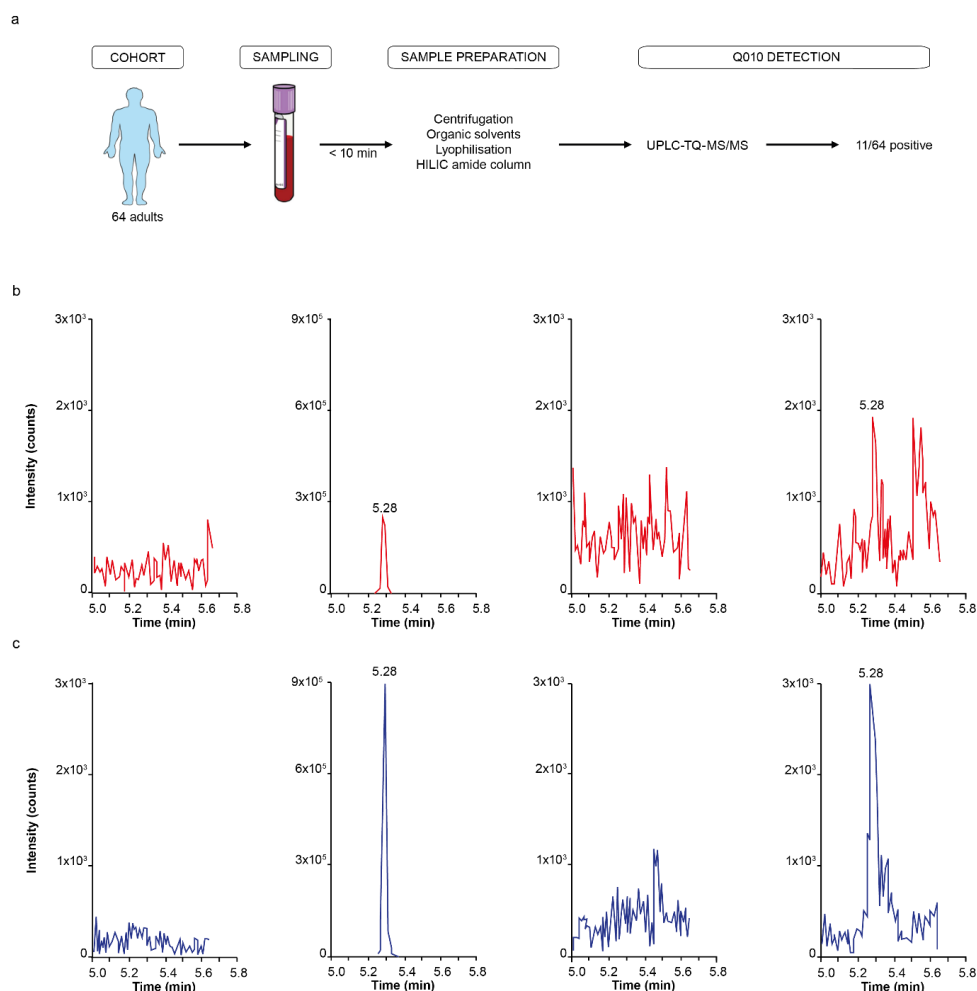 a
COHORT
SAMPLING
SAMPLE PREPARATION
Q010 DETECTION
64 adults
< 10 min
Centrifugation
Organic solvents
Lyophilisation
HILIC amide column
UPLC-TQ-MS/MS
11/64 positive
b
Intensity (counts)
3x10³
2x10³
1x10³
0
5.0 5.2 5.4 5.6 5.8
Time (min)
9x10⁵
6x10⁵
3x10⁵
0
5.28
5.0 5.2 5.4 5.6 5.8
Time (min)
3x10³
2x10³
1x10³
0
5.0 5.2 5.4 5.6 5.8
Time (min)
3x10³
2x10³
1x10³
0
5.28
5.0 5.2 5.4 5.6 5.8
Time (min)
c
Intensity (counts)
3x10³
2x10³
1x10³
0
5.0 5.2 5.4 5.6 5.8
Time (min)
5.28
9x10⁵
6x10⁵
3x10⁵
0
5.0 5.2 5.4 5.6 5.8
Time (min)
3x10³
2x10³
1x10³
0
5.0 5.2 5.4 5.6 5.8
Time (min)
5.28
3x10³
2x10³
1x10³
0
5.0 5.2 5.4 5.6 5.8
Time (min)